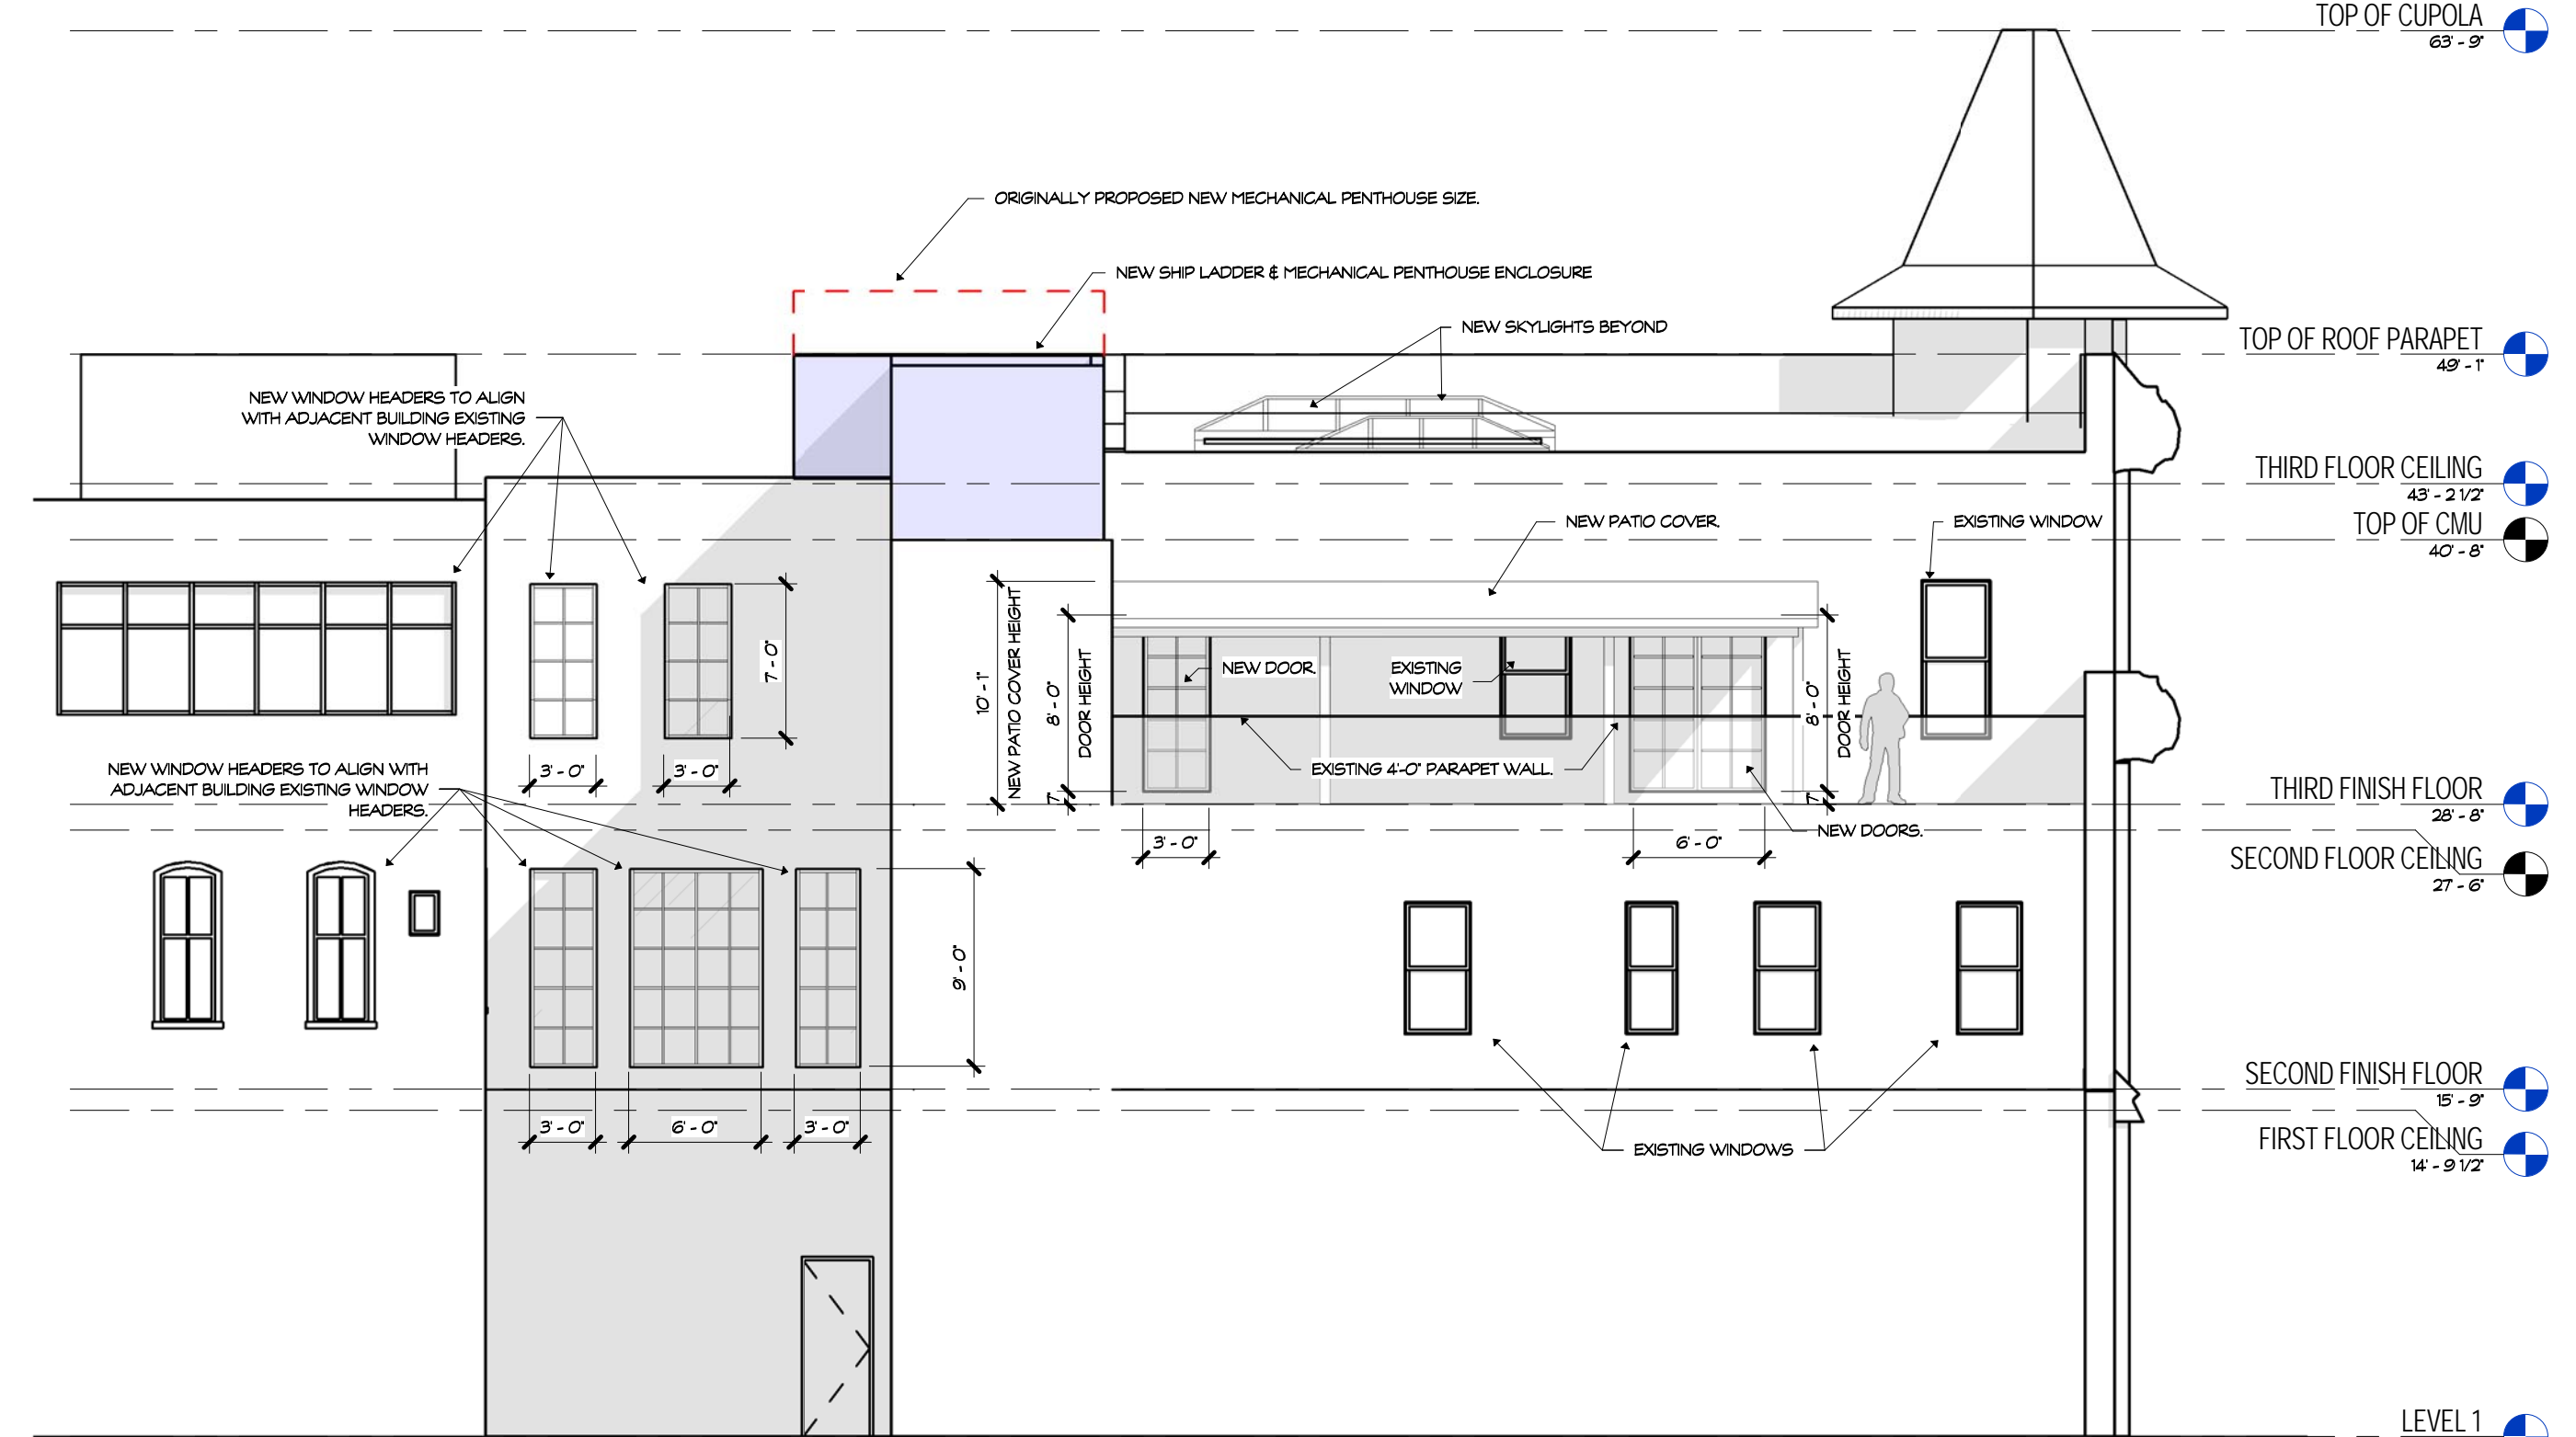 TOP OF CUPOLA
63' - 9"
ORIGINALLY PROPOSED NEW MECHANICAL PENTHOUSE SIZE.
NEW SHIP LADDER & MECHANICAL PENTHOUSE ENCLOSURE
NEW SKYLIGHTS BEYOND
TOP OF ROOF PARAPET
49' - 1"
NEW WINDOW HEADERS TO ALIGN
WITH ADJACENT BUILDING EXISTING
WINDOW HEADERS.
THIRD FLOOR CEILING
43' - 2 1/2"
NEW PATIO COVER.
EXISTING WINDOW
TOP OF CMU
40' - 8"
7' - 0"
10' - 1"
NEW PATIO COVER HEIGHT
8' - 0"
DOOR HEIGHT
7"
NEW DOOR.
EXISTING
WINDOW
8' - 0"
DOOR HEIGHT
7"
3' - 0"
3' - 0"
EXISTING 4'-0" PARAPET WALL.
NEW WINDOW HEADERS TO ALIGN WITH
ADJACENT BUILDING EXISTING WINDOW
HEADERS.
THIRD FINISH FLOOR
28' - 8"
NEW DOORS.
3' - 0"
6' - 0"
SECOND FLOOR CEILING
27' - 6"
9' - 0"
SECOND FINISH FLOOR
15' - 9"
3' - 0"
6' - 0"
3' - 0"
EXISTING WINDOWS
FIRST FLOOR CEILING
14' - 9 1/2"
LEVEL 1